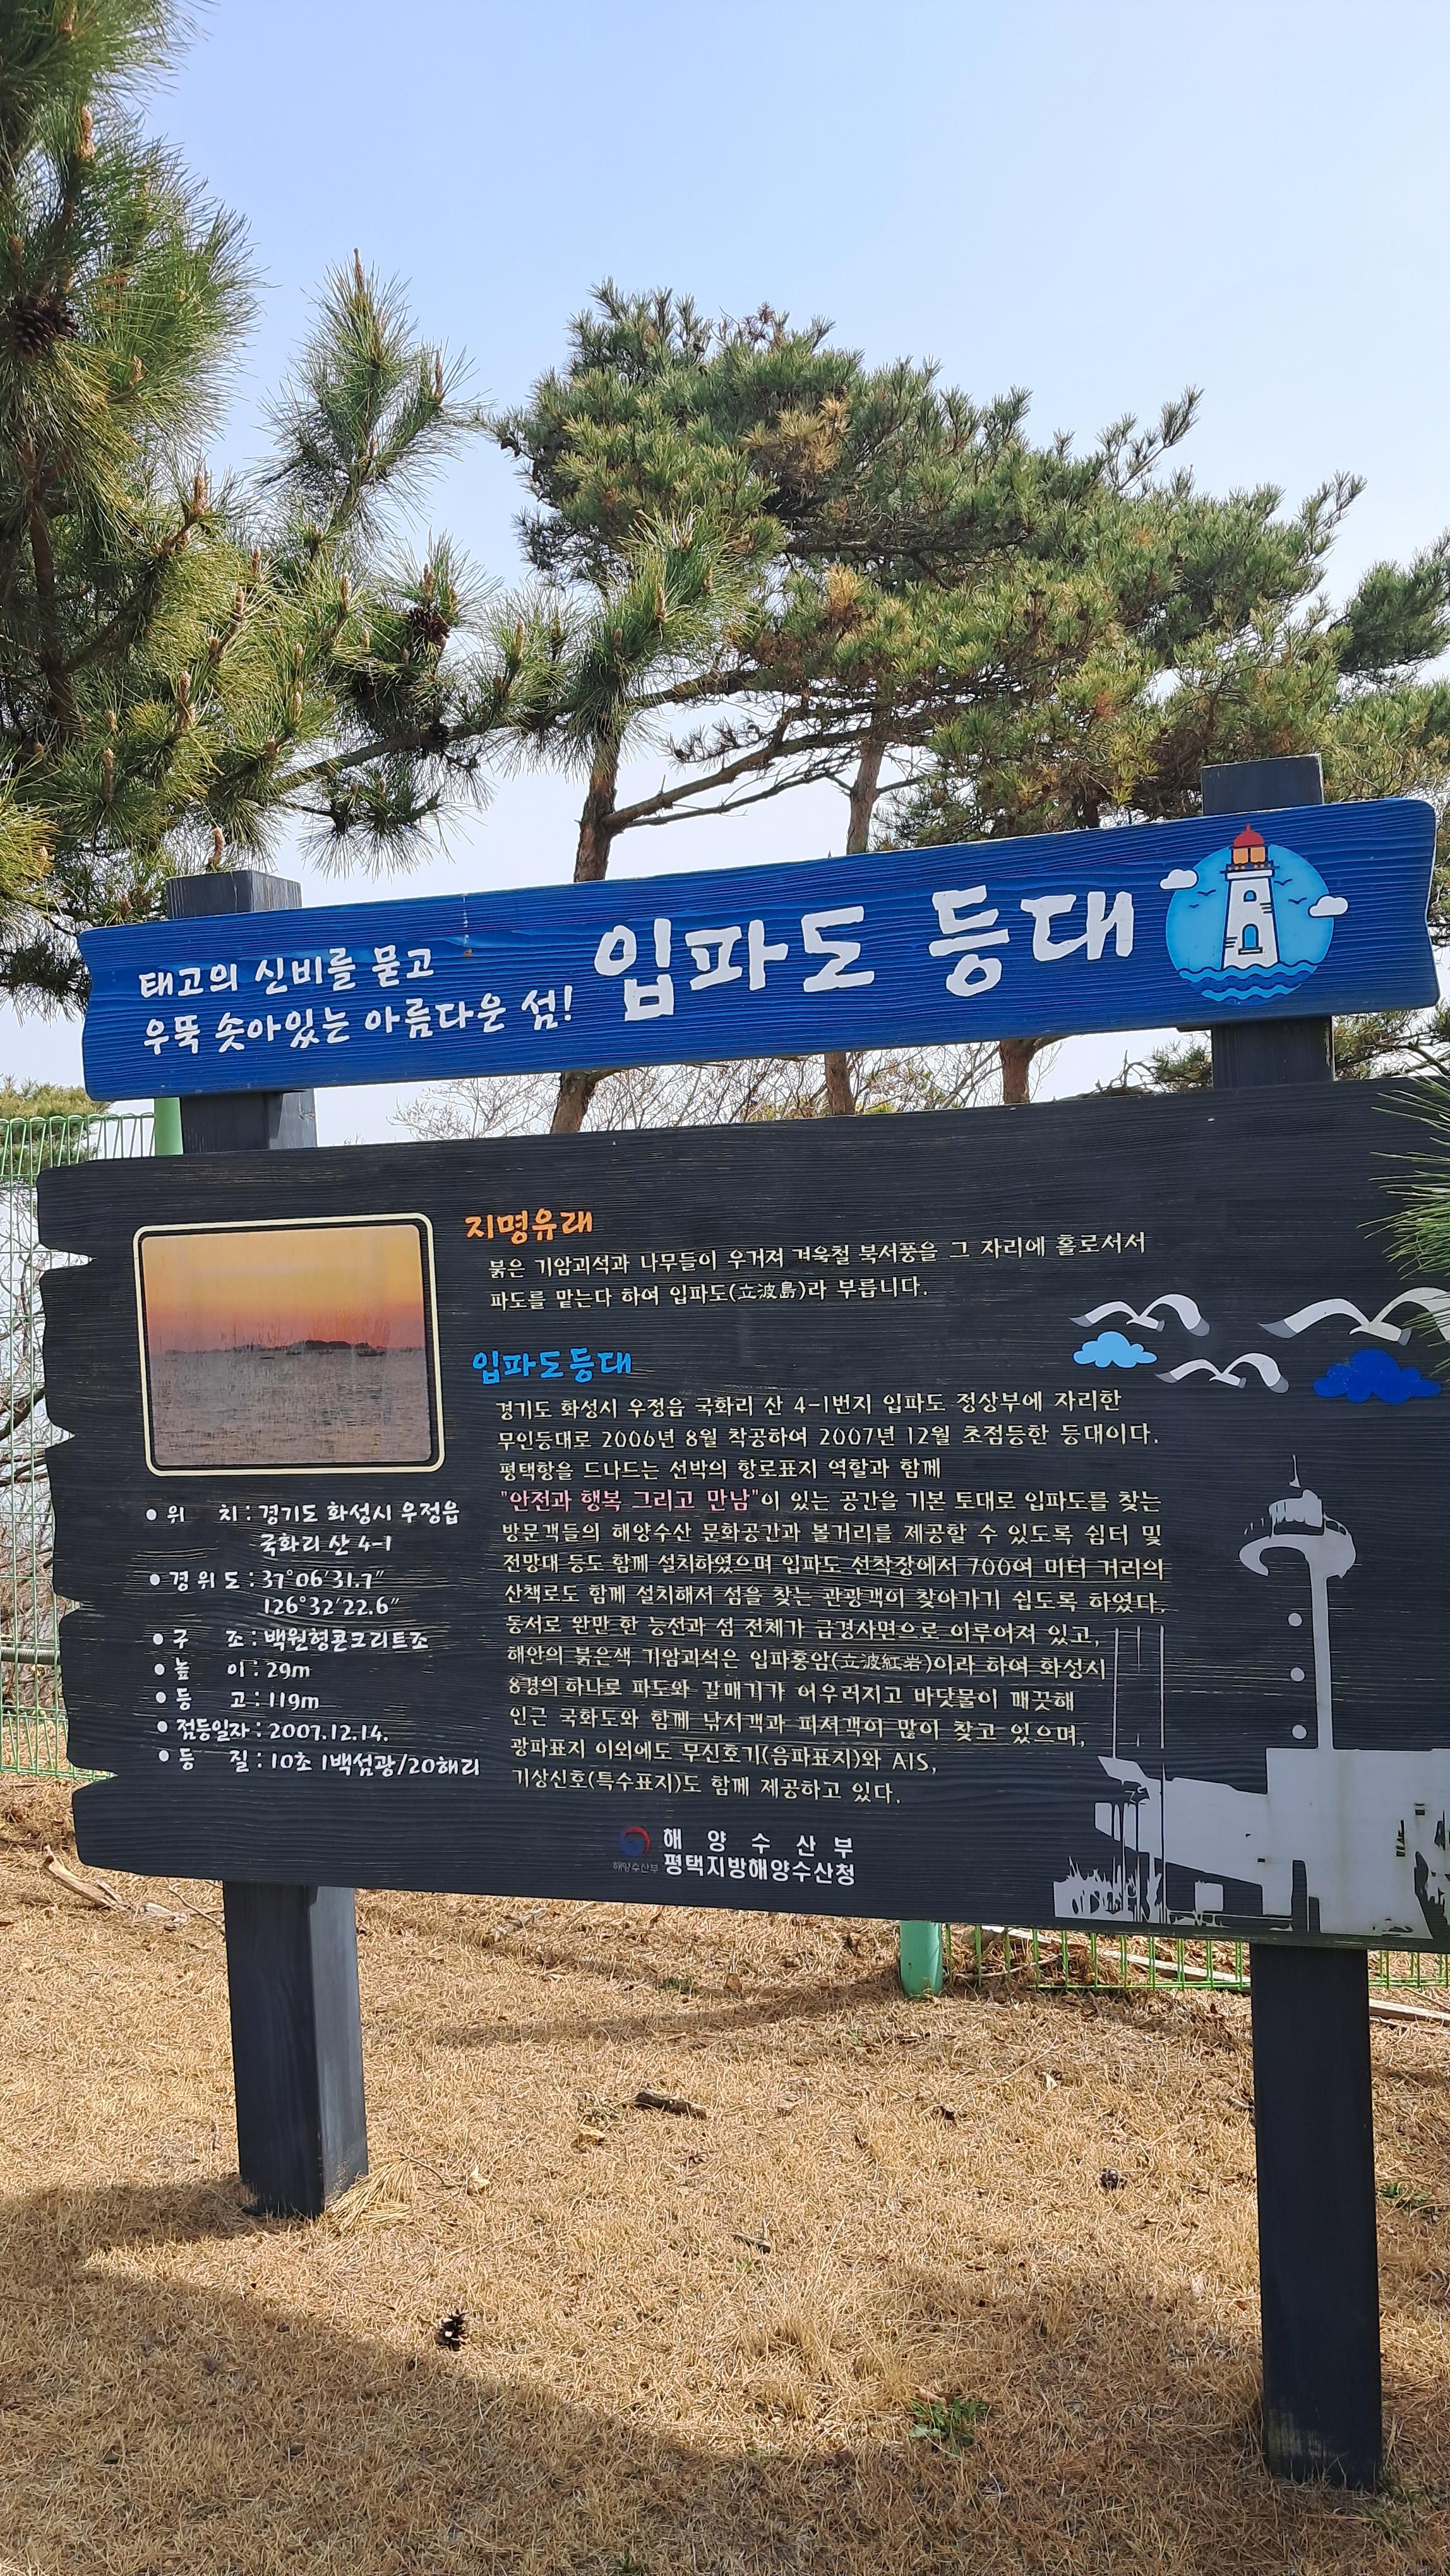 태고의 신비를 묻고
우뚝 솟아있는 아름다운 섬!
입파도 등대
지명유래
붉은 기암괴석과 나무들이 우거져 겨울철 북서풍을 그 자리에 홀로서서
파도를 맡는다 하여 입파도(立波島)라 부릅니다.
입파도등대
경기도 화성시 우정읍 국화리 산 4-1번지 입파도 정상부에 자리한
무인등대로 2006년 8월 착공하여 2007년 12월 초점등한 등대이다.
평택항을 드나드는 선박의 항로표지 역할과 함께
"안전과 행복 그리고 만남"이 있는 공간을 기본 토대로 입파도를 찾는
방문객들의 해양수산 문화공간과 볼거리를 제공할 수 있도록 쉼터 및
전망대 등도 함께 설치하였으며 입파도 선착장에서 700여 미터 거리의
산책로도 함께 설치해서 섬을 찾는 관광객이 찾아가기 쉽도록 하였다.
동서로 완만 한 능선과 섬 전체가 급경사면으로 이루어져 있고,
해안의 붉은색 기암괴석은 입파홍암(立波紅岩)이라 하여 화성시
8경의 하나로 파도와 갈매기가 어우러지고 바닷물이 깨끗해
인근 국화도와 함께 낚시객과 피서객이 많이 찾고 있으며,
광파표지 이외에도 무신호기(음파표지)와 AIS,
기상신호(특수표지)도 함께 제공하고 있다.
• 위 치 : 경기도 화성시 우정읍
국화리 산 4-1
• 경 위 도 : 37°06′31.7″
126°32′22.6″
• 구 조 : 백원형콘크리트조
• 높 이 : 29m
• 등 고 : 119m
• 점등일자 : 2007.12.14.
• 등 질 : 10초 1백섬광/20해리
해양수산부
해 양 수 산 부
평택지방해양수산청